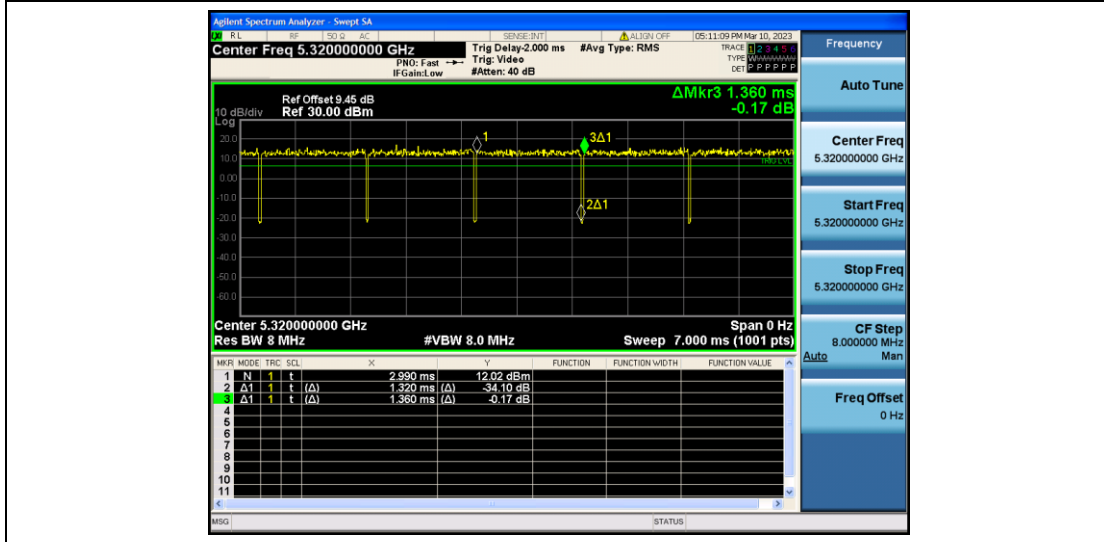 Agilent Spectrum Analyzer - Swept SA
RL RF 50 Ω AC SENSE:INT ALIGN OFF 05:11:09 PM Mar 10, 2023
Center Freq 5.320000000 GHz
PNO: Fast
IFGain:Low
Trig Delay-2.000 ms
Trig: Video
#Atten: 40 dB
#Avg Type: RMS
TRACE 1 2 3 4 5 6
TYPE
DET P P P P P P
ΔMkr3 1.360 ms
-0.17 dB
Ref Offset 9.45 dB
10 dB/div Ref 30.00 dBm
Log
20.0
10.0
0.00
-10.0
-20.0
-30.0
-40.0
-50.0
-60.0
1
3Δ1
TRIG LVL
2Δ1
Center 5.320000000 GHz Span 0 Hz
Res BW 8 MHz #VBW 8.0 MHz Sweep 7.000 ms (1001 pts)
MKR MODE TRC SCL X Y FUNCTION FUNCTION WIDTH FUNCTION VALUE
1 N 1 t 2.990 ms 12.02 dBm
2 Δ1 1 t (Δ) 1.320 ms (Δ) -34.10 dB
3 Δ1 1 t (Δ) 1.360 ms (Δ) -0.17 dB
4
5
6
7
8
9
10
11
MSG STATUS
Frequency
Auto Tune
Center Freq
5.320000000 GHz
Start Freq
5.320000000 GHz
Stop Freq
5.320000000 GHz
CF Step
8.000000 MHz
Auto Man
Freq Offset
0 Hz